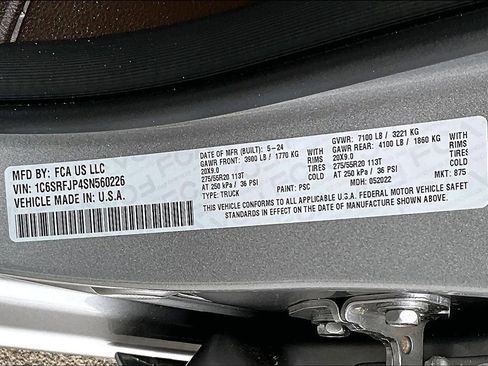 MFD BY: FCA US LLC
VIN: 1C6SRFJP4SN560226
VEHICLE MADE IN: U.S.A.
DATE OF MFR (BUILT): 5-24
GAWR FRONT: 3900 LB / 1770 KG WITH
20X9.0 RIMS
275/55R20 113T TIRES
AT 250 kPa / 36 PSI COLD
TYPE: TRUCK PAINT: PSC
GVWR: 7100 LB / 3221 KG
GAWR REAR: 4100 LB / 1860 KG WITH
20X9.0 RIMS
275/55R20 113T TIRES
AT 250 kPa / 36 PSI COLD
MDH: 052022 MKT: 875
THIS VEHICLE CONFORMS TO ALL APPLICABLE U.S.A. FEDERAL MOTOR VEHICLE SAFETY
STANDARDS IN EFFECT ON THE DATE OF MANUFACTURE SHOWN ABOVE.